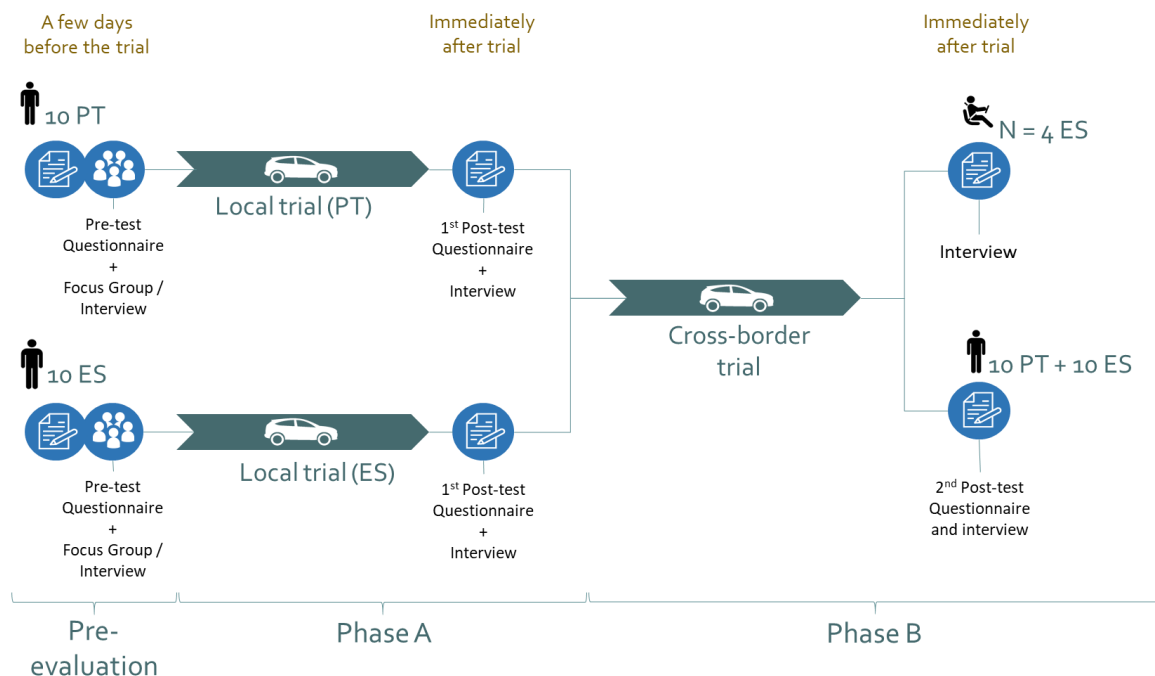 A few days
before the trial
Immediately
after trial
Immediately
after trial
10 PT
N = 4 ES
Local trial (PT)
Pre-test
Questionnaire
+
Focus Group /
Interview
1st Post-test
Questionnaire
+
Interview
Interview
Cross-border
trial
10 ES
10 PT + 10 ES
Local trial (ES)
Pre-test
Questionnaire
+
Focus Group /
Interview
1st Post-test
Questionnaire
+
Interview
2nd Post-test
Questionnaire
and interview
Pre-
evaluation
Phase A
Phase B